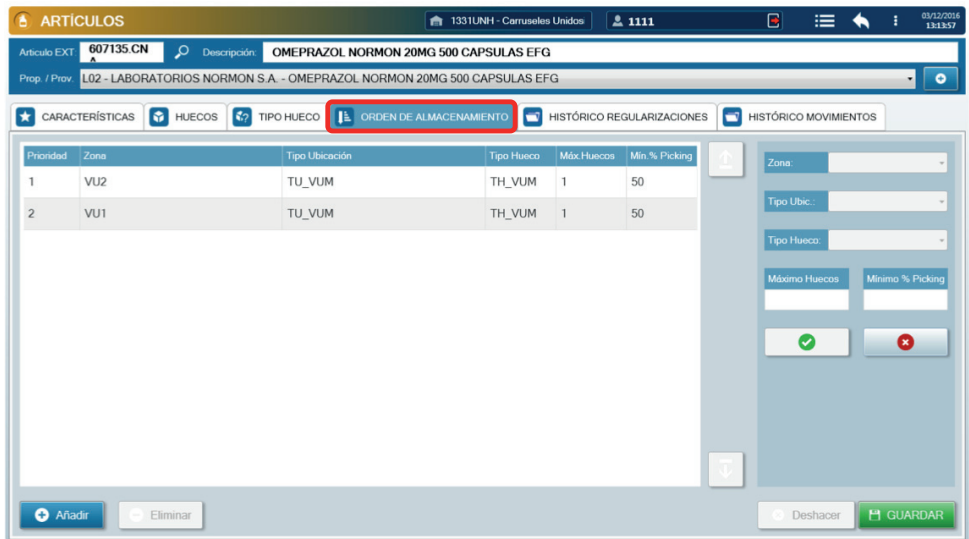 ARTÍCULOS
1331UNH - Carruseles Unidosi
1111
03/12/2016
13:13:57
Articulo EXT
607135.CN
A
Descripción:
OMEPRAZOL NORMON 20MG 500 CAPSULAS EFG
Prop. / Prov.
L02 - LABORATORIOS NORMON S.A. - OMEPRAZOL NORMON 20MG 500 CAPSULAS EFG
CARACTERÍSTICAS
HUECOS
TIPO HUECO
ORDEN DE ALMACENAMIENTO
HISTÓRICO REGULARIZACIONES
HISTÓRICO MOVIMIENTOS
Prioridad Zona Tipo Ubicación Tipo Hueco Máx.Huecos Mín.% Picking
1 VU2 TU_VUM TH_VUM 1 50
2 VU1 TU_VUM TH_VUM 1 50
Zona:
Tipo Ubic.:
Tipo Hueco:
Máximo Huecos
Mínimo % Picking
Añadir
Eliminar
Deshacer
GUARDAR